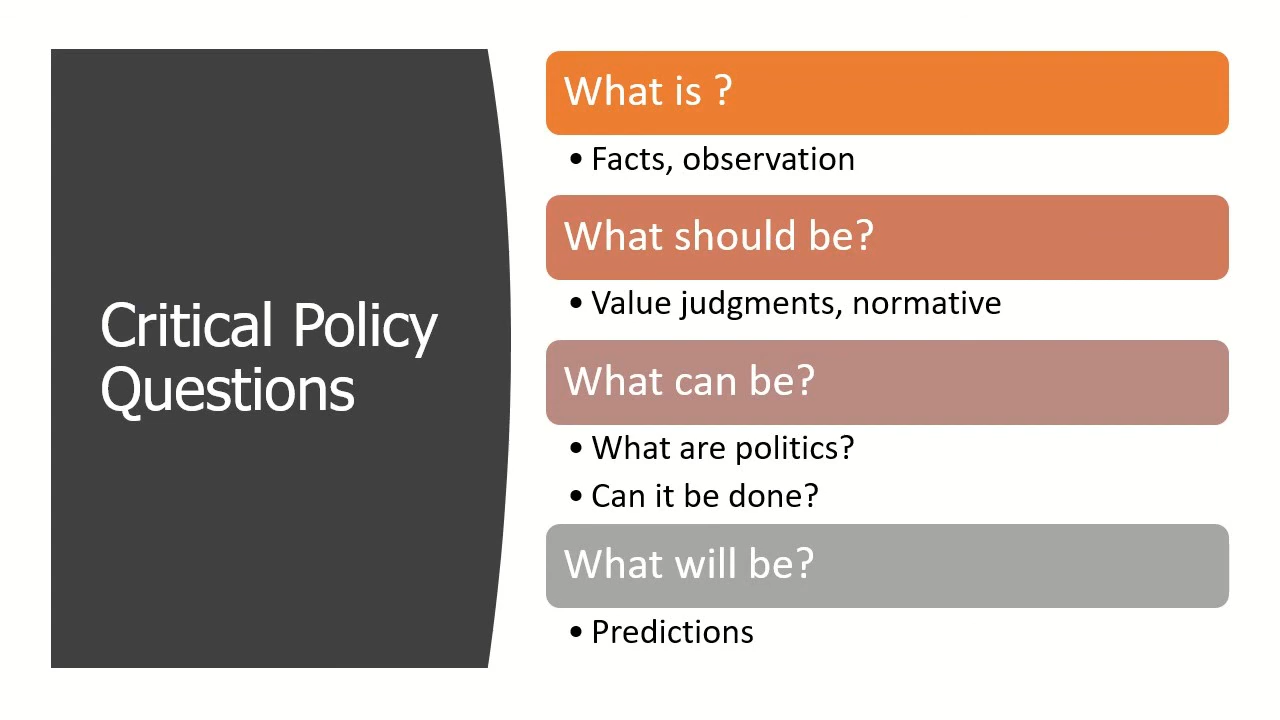 Critical Policy
Questions
What is ?
• Facts, observation
What should be?
• Value judgments, normative
What can be?
• What are politics?
• Can it be done?
What will be?
• Predictions